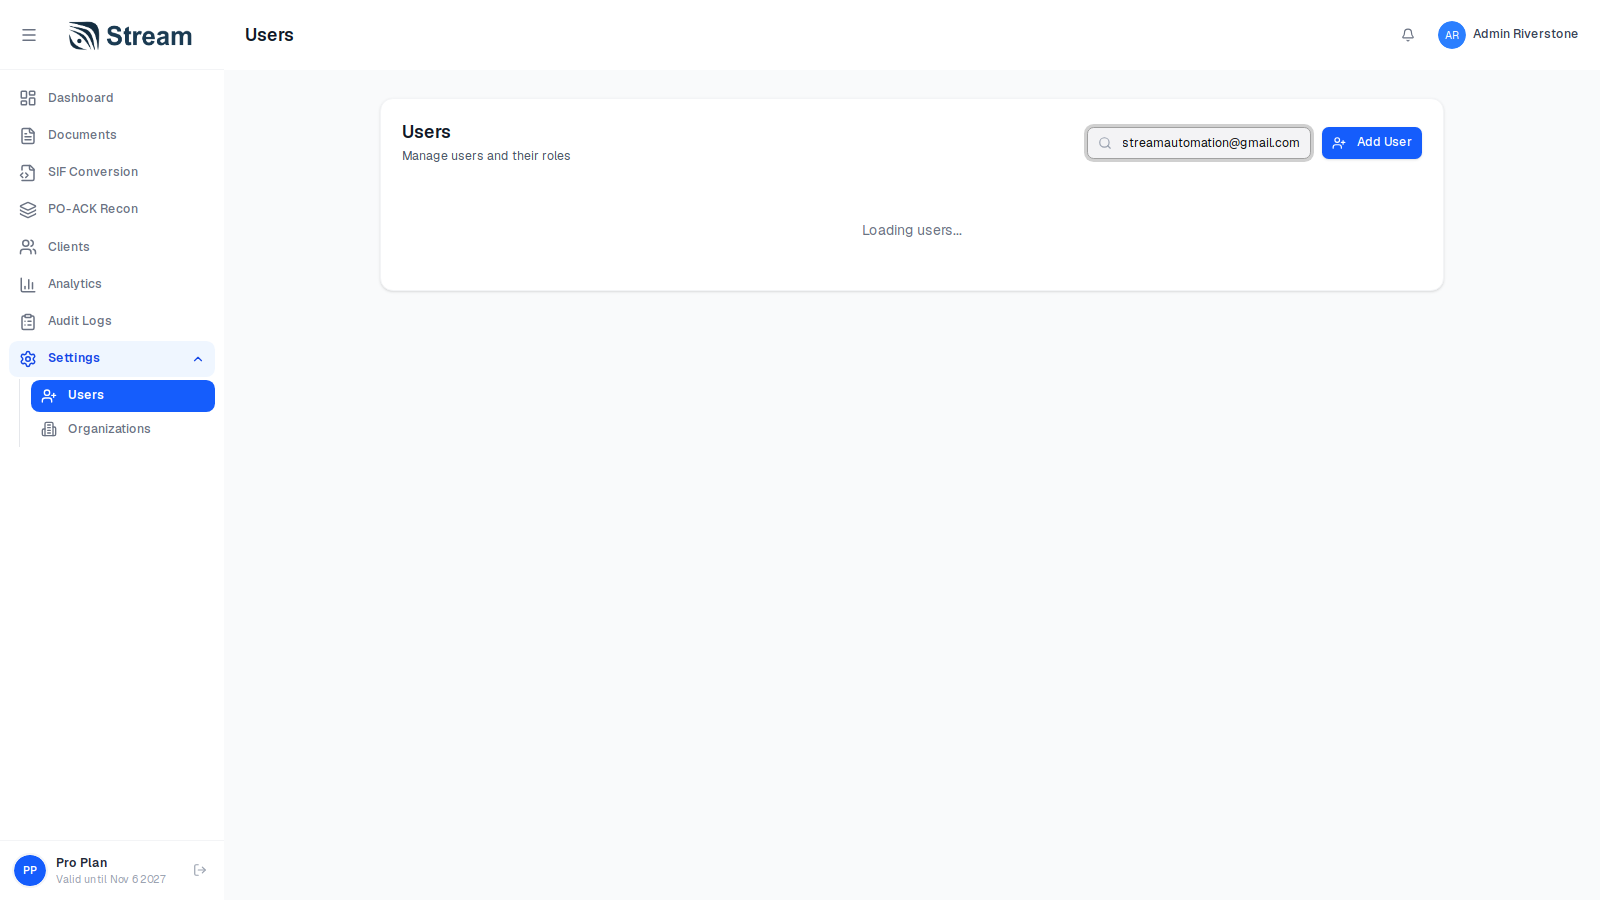 Stream
Users
AR
Admin Riverstone
Dashboard
Documents
SIF Conversion
PO-ACK Recon
Clients
Analytics
Audit Logs
Settings
Users
Organizations
Users
Manage users and their roles
streamautomation@gmail.com
Add User
Loading users...
PP
Pro Plan
Valid until Nov 6 2027